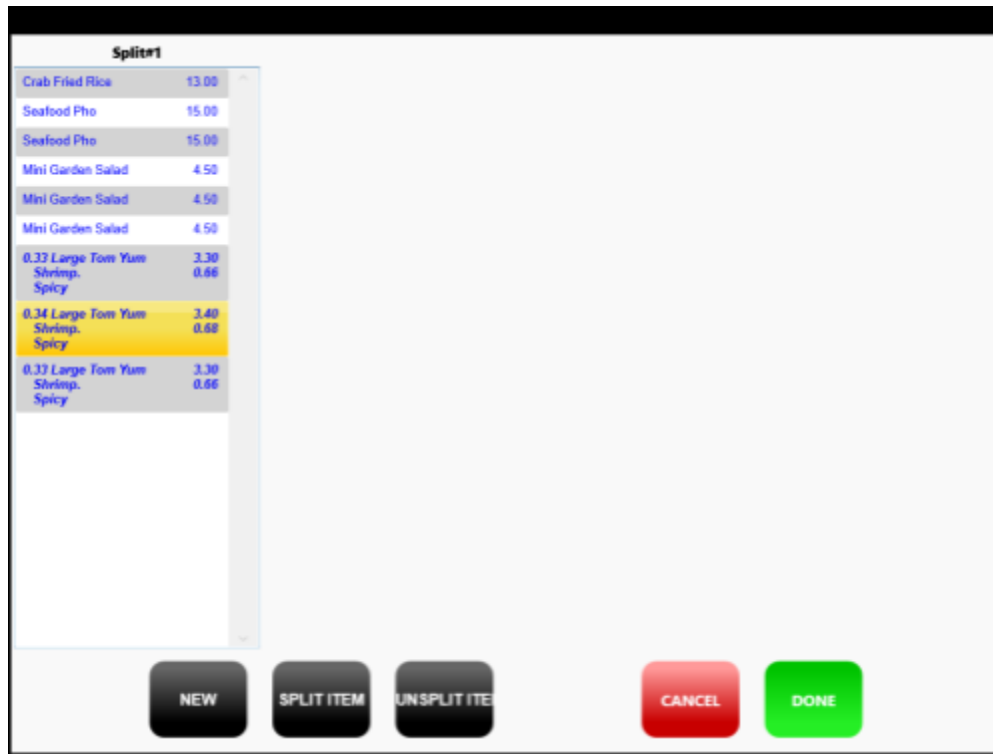 Split#1
Crab Fried Rice 13.00
Seafood Pho 15.00
Seafood Pho 15.00
Mini Garden Salad 4.50
Mini Garden Salad 4.50
Mini Garden Salad 4.50
0.33 Large Tom Yum 3.30
Shrimp. 0.66
Spicy
0.34 Large Tom Yum 3.40
Shrimp. 0.68
Spicy
0.33 Large Tom Yum 3.30
Shrimp. 0.66
Spicy
NEW SPLIT ITEM UNSPLIT ITE CANCEL DONE